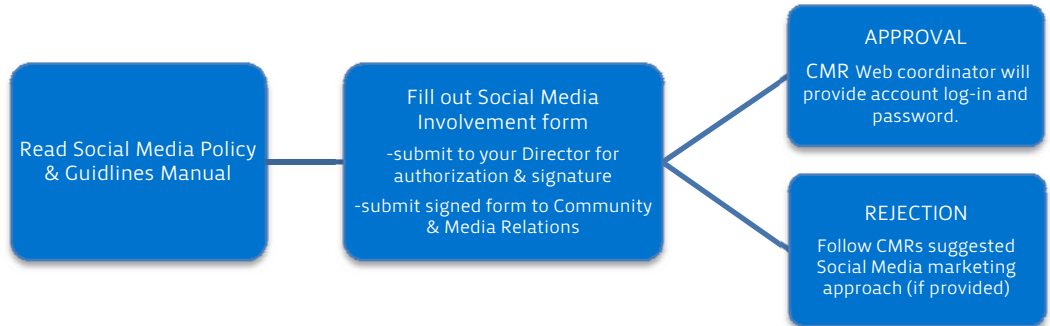 Read Social Media Policy
& Guidlines Manual
Fill out Social Media
Involvement form
-submit to your Director for
authorization & signature
-submit signed form to Community
& Media Relations
APPROVAL
CMR Web coordinator will
provide account log-in and
password.
REJECTION
Follow CMRs suggested
Social Media marketing
approach (if provided)